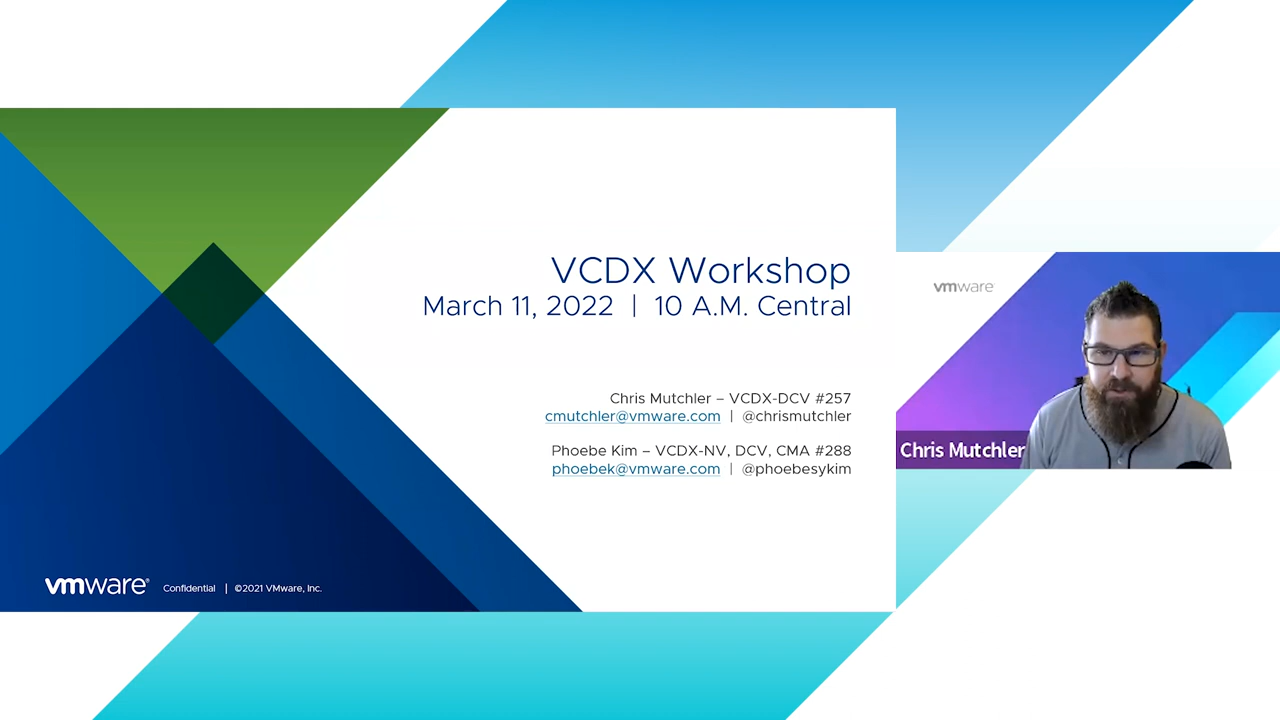 VCDX Workshop
March 11, 2022 | 10 A.M. Central
Chris Mutchler – VCDX-DCV #257
cmutchler@vmware.com | @chrismutchler
Phoebe Kim – VCDX-NV, DCV, CMA #288
phoebek@vmware.com | @phoebesykim
vmware® Confidential | ©2021 VMware, Inc.
vmware
Chris Mutchler